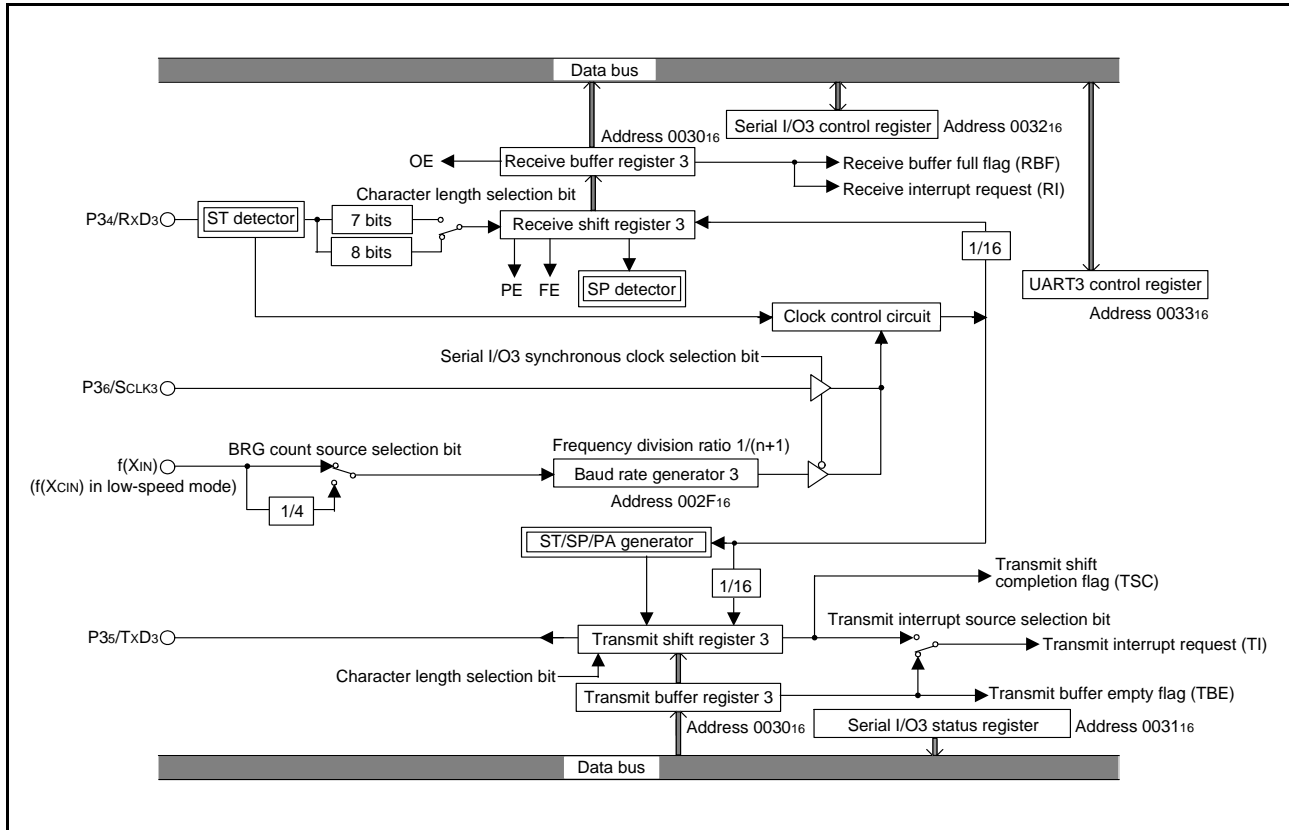 Data bus
Address 003016
Serial I/O3 control register Address 003216
OE Receive buffer register 3 Receive buffer full flag (RBF)
Receive interrupt request (RI)
Character length selection bit
P34/RXD3 ST detector 7 bits Receive shift register 3
8 bits 1/16
PE FE SP detector UART3 control register
Address 003316
Clock control circuit
Serial I/O3 synchronous clock selection bit
P36/SCLK3
BRG count source selection bit Frequency division ratio 1/(n+1)
f(XIN) Baud rate generator 3
(f(XCIN) in low-speed mode)
Address 002F16
1/4
ST/SP/PA generator
1/16 Transmit shift
completion flag (TSC)
Transmit interrupt source selection bit
P35/TXD3 Transmit shift register 3 Transmit interrupt request (TI)
Character length selection bit
Transmit buffer register 3 Transmit buffer empty flag (TBE)
Address 003016 Serial I/O3 status register Address 003116
Data bus